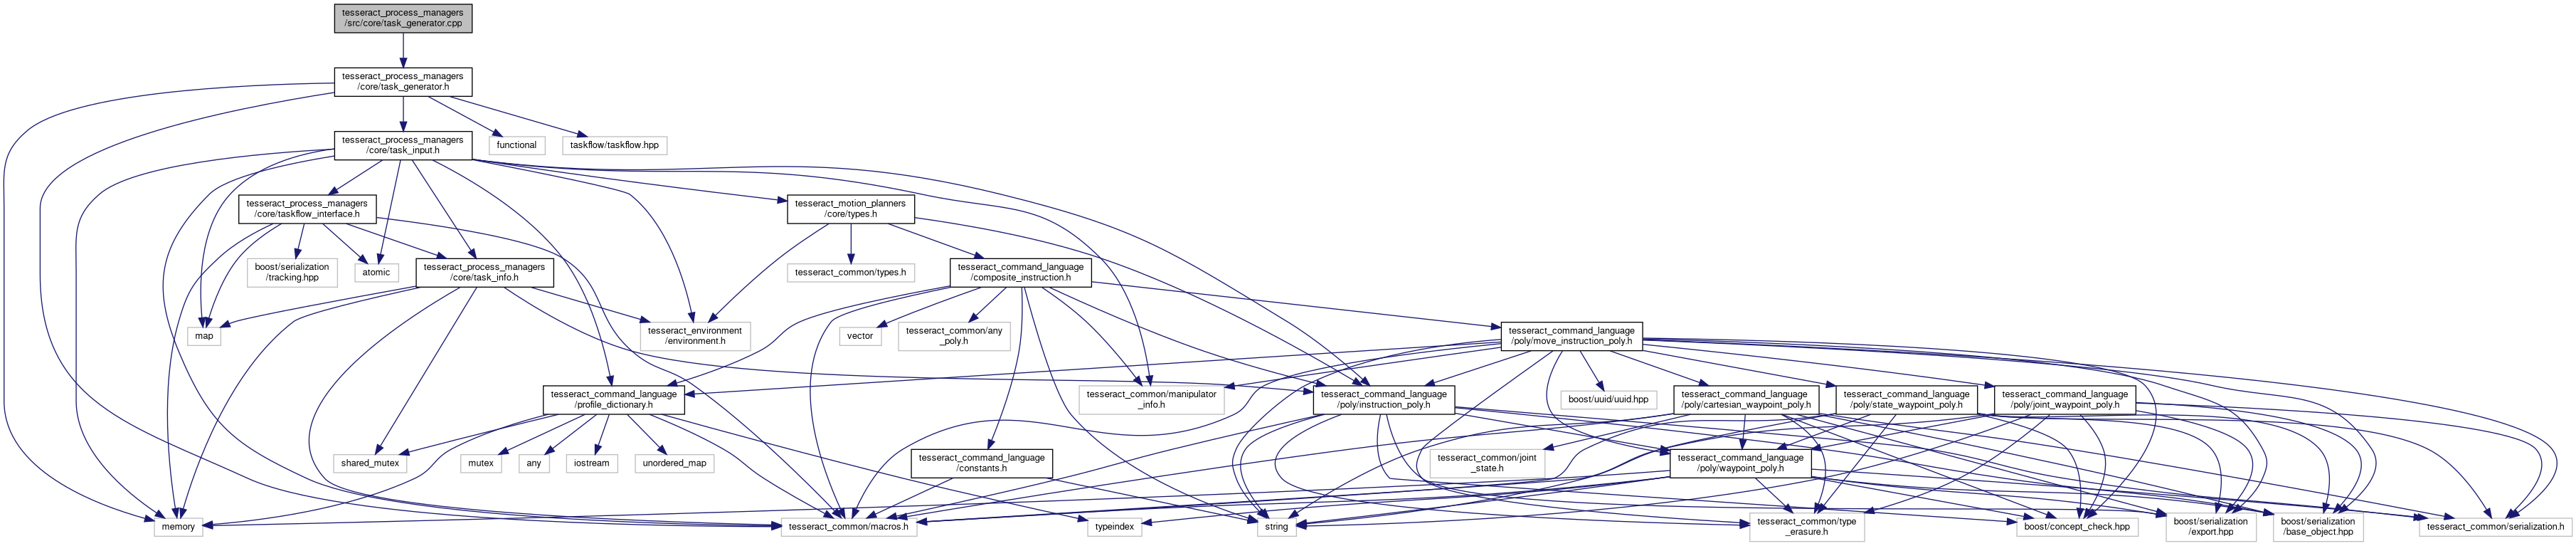 tesseract_process_managers
/src/core/task_generator.cpp
tesseract_process_managers
/core/task_generator.h
tesseract_process_managers
/core/task_input.h
functional
taskflow/taskflow.hpp
tesseract_process_managers
/core/taskflow_interface.h
tesseract_motion_planners
/core/types.h
boost/serialization
/tracking.hpp
atomic
tesseract_process_managers
/core/task_info.h
tesseract_common/types.h
tesseract_command_language
/composite_instruction.h
map
tesseract_environment
/environment.h
vector
tesseract_common/any
_poly.h
tesseract_command_language
/poly/move_instruction_poly.h
tesseract_command_language
/profile_dictionary.h
tesseract_common/manipulator
_info.h
tesseract_command_language
/poly/instruction_poly.h
boost/uuid/uuid.hpp
tesseract_command_language
/poly/cartesian_waypoint_poly.h
tesseract_command_language
/poly/state_waypoint_poly.h
tesseract_command_language
/poly/joint_waypoint_poly.h
shared_mutex
mutex
any
iostream
unordered_map
tesseract_command_language
/constants.h
tesseract_common/joint
_state.h
tesseract_command_language
/poly/waypoint_poly.h
memory
tesseract_common/macros.h
typeindex
string
tesseract_common/type
_erasure.h
boost/concept_check.hpp
boost/serialization
/export.hpp
boost/serialization
/base_object.hpp
tesseract_common/serialization.h